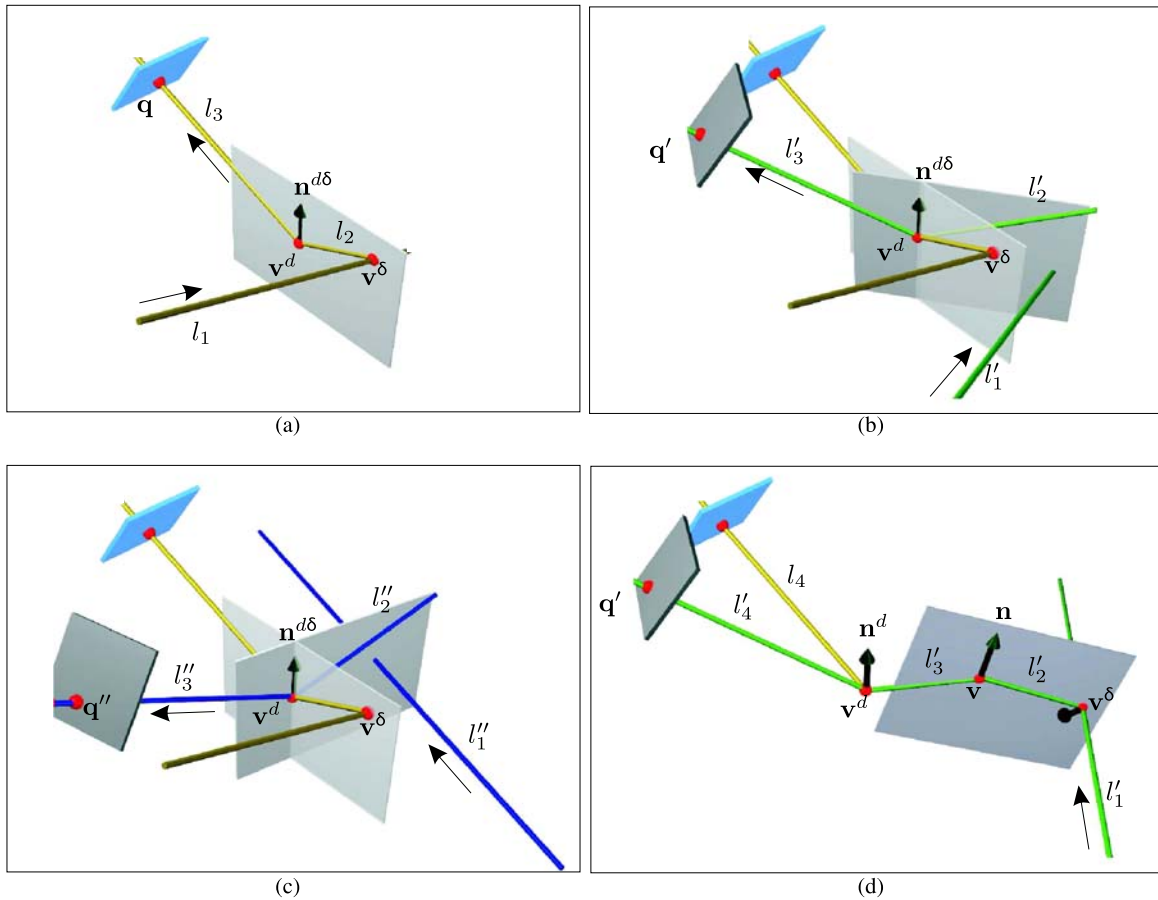 q
l₃
n^{dδ}
l₂
v^d
v^δ
l₁
(a)
q′
l′₃
n^{dδ}
l′₂
v^d
v^δ
l′₁
(b)
l″₂
n^{dδ}
l″₃
q″
v^d
v^δ
l″₁
(c)
l₄
q′
l′₄
n^d
n
l′₃
l′₂
v
v^d
v^δ
l′₁
(d)